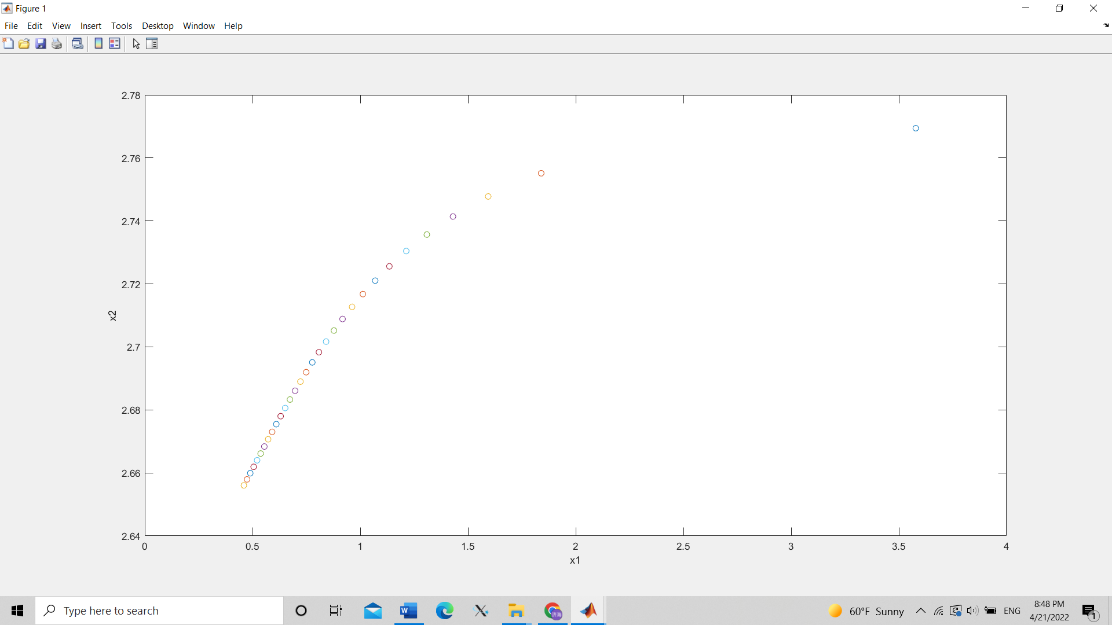 Figure 1
File Edit View Insert Tools Desktop Window Help
2.78
2.76
2.74
2.72
2.7
2.68
2.66
2.64
x2
0 0.5 1 1.5 2 2.5 3 3.5 4
x1
Type here to search
60°F Sunny
ENG
8:48 PM
4/21/2022
1